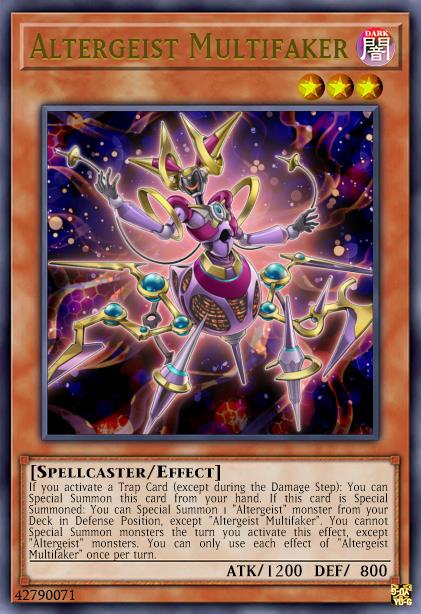 ALTERGEIST MULTIFAKER
DARK
闇
[SPELLCASTER/EFFECT]
If you activate a Trap Card (except during the Damage Step): You can
Special Summon this card from your hand. If this card is Special
Summoned: You can Special Summon 1 "Altergeist" monster from your
Deck in Defense Position, except "Altergeist Multifaker". You cannot
Special Summon monsters the turn you activate this effect, except
"Altergeist" monsters. You can only use each effect of "Altergeist
Multifaker" once per turn.
ATK/1200 DEF/ 800
42790071